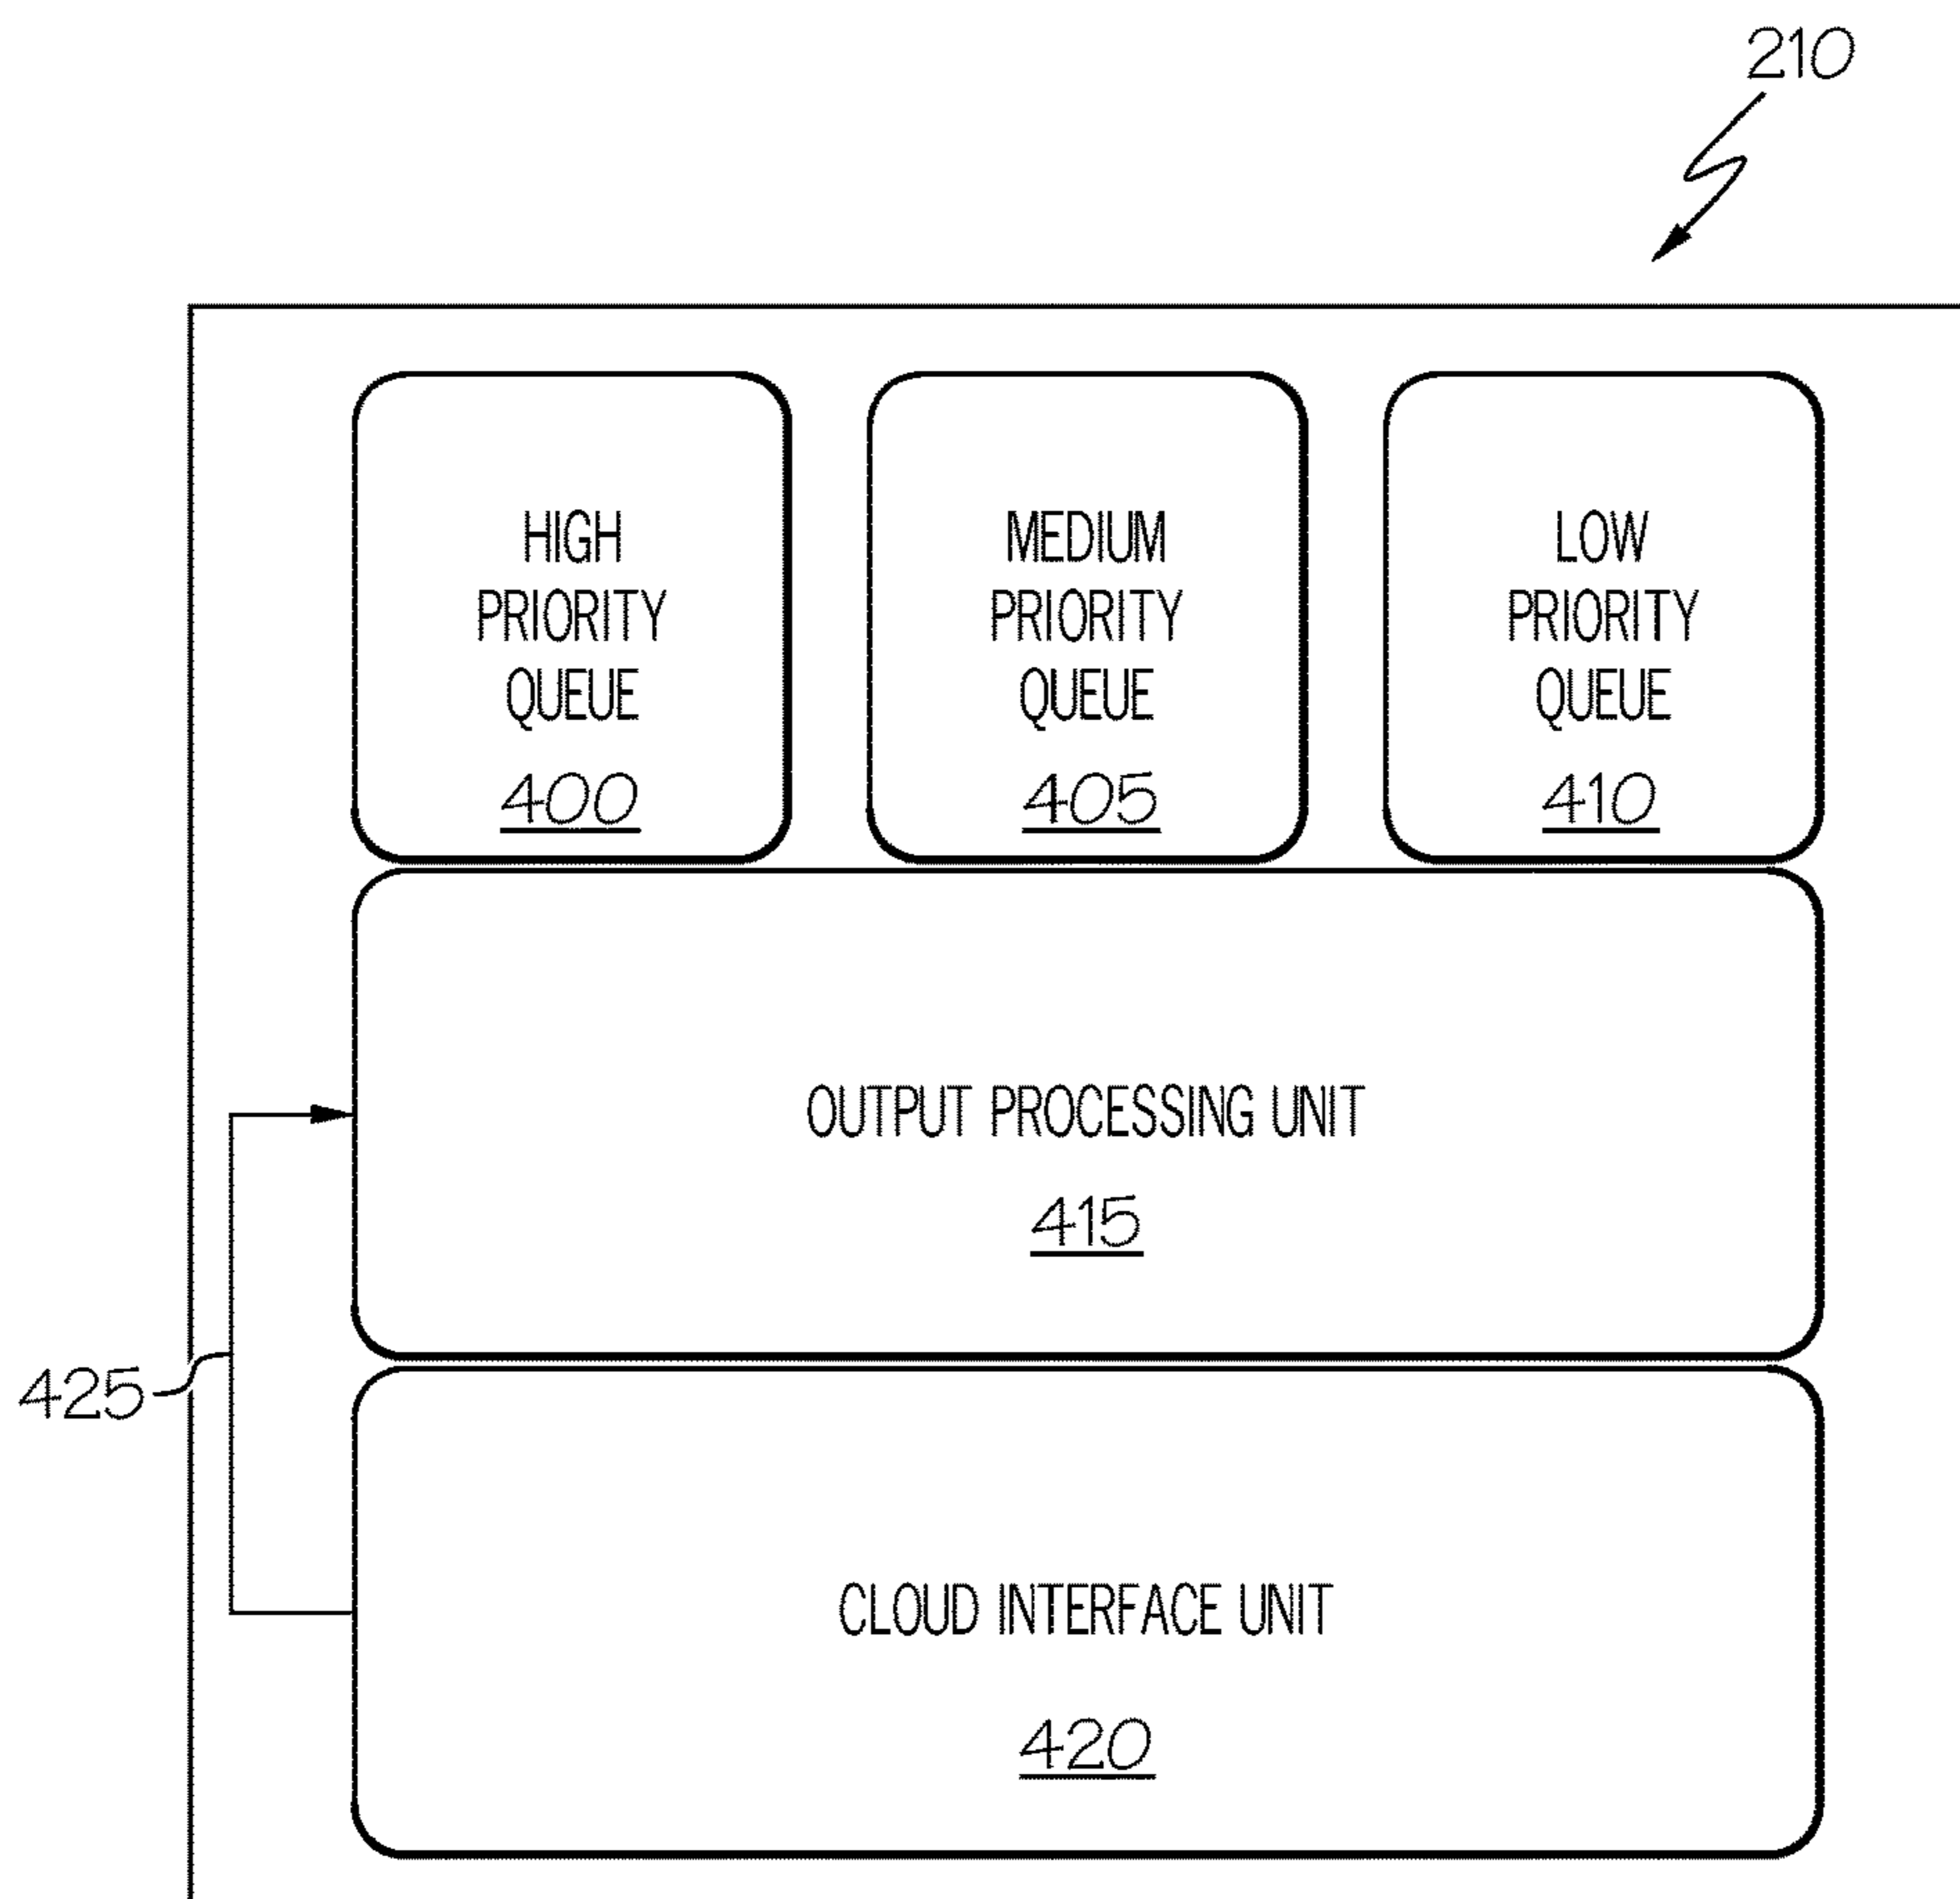 210
HIGH
PRIORITY
QUEUE
400
MEDIUM
PRIORITY
QUEUE
405
LOW
PRIORITY
QUEUE
410
OUTPUT PROCESSING UNIT
415
425
CLOUD INTERFACE UNIT
420